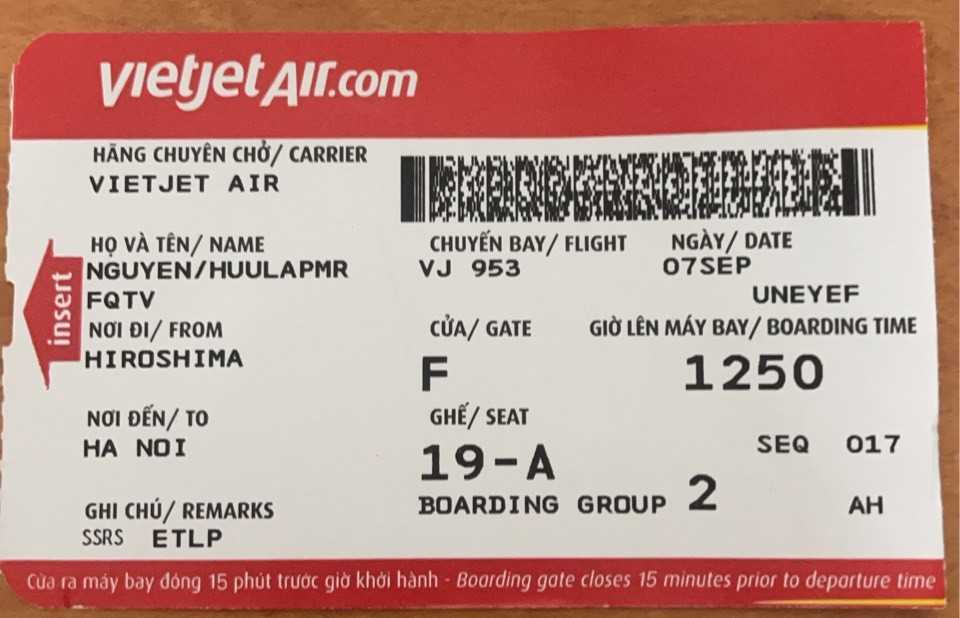 vietjetAir.com
HÃNG CHUYÊN CHỞ/ CARRIER
VIETJET AIR
HỌ VÀ TÊN/ NAME
NGUYEN/HUULAPMR
FQTV
CHUYẾN BAY/ FLIGHT
VJ 953
NGÀY/ DATE
07SEP
UNEYEF
insert
NƠI ĐI/ FROM
HIROSHIMA
CỬA/ GATE
F
GIỜ LÊN MÁY BAY/ BOARDING TIME
1250
NƠI ĐẾN/ TO
HA NOI
GHẾ/ SEAT
19-A
SEQ 017
BOARDING GROUP 2
AH
GHI CHÚ/ REMARKS
SSRS ETLP
Cửa ra máy bay đóng 15 phút trước giờ khởi hành - Boarding gate closes 15 minutes prior to departure time